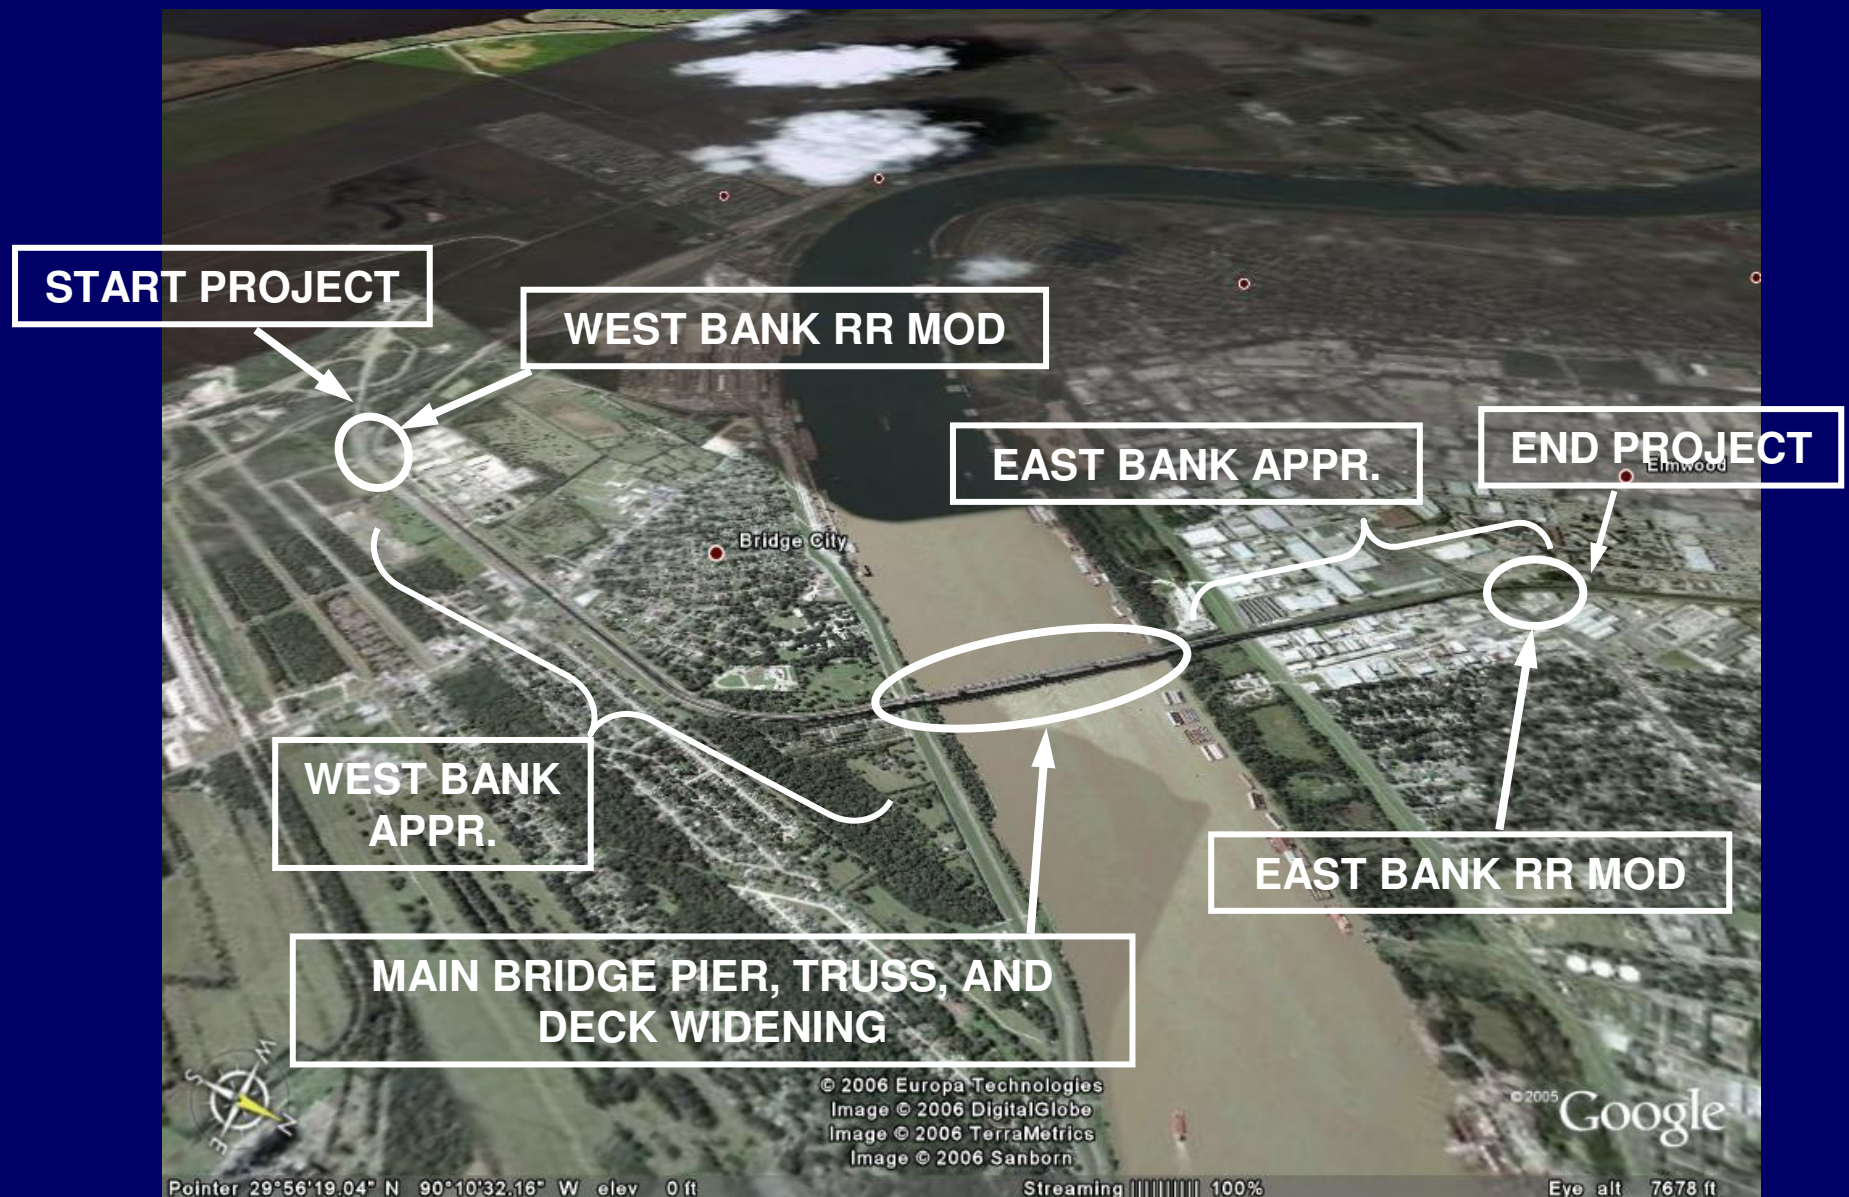 START PROJECT
WEST BANK RR MOD
EAST BANK APPR.
END PROJECT
Elmwood
Bridge City
WEST BANK
APPR.
EAST BANK RR MOD
MAIN BRIDGE PIER, TRUSS, AND
DECK WIDENING
W
S
N
E
© 2006 Europa Technologies
Image © 2006 DigitalGlobe
Image © 2006 TerraMetrics
Image © 2006 Sanborn
© 2005 Google
Pointer 29°56'19.04" N 90°10'32.16" W elev 0 ft
Streaming ||||||||| 100%
Eye alt 7678 ft